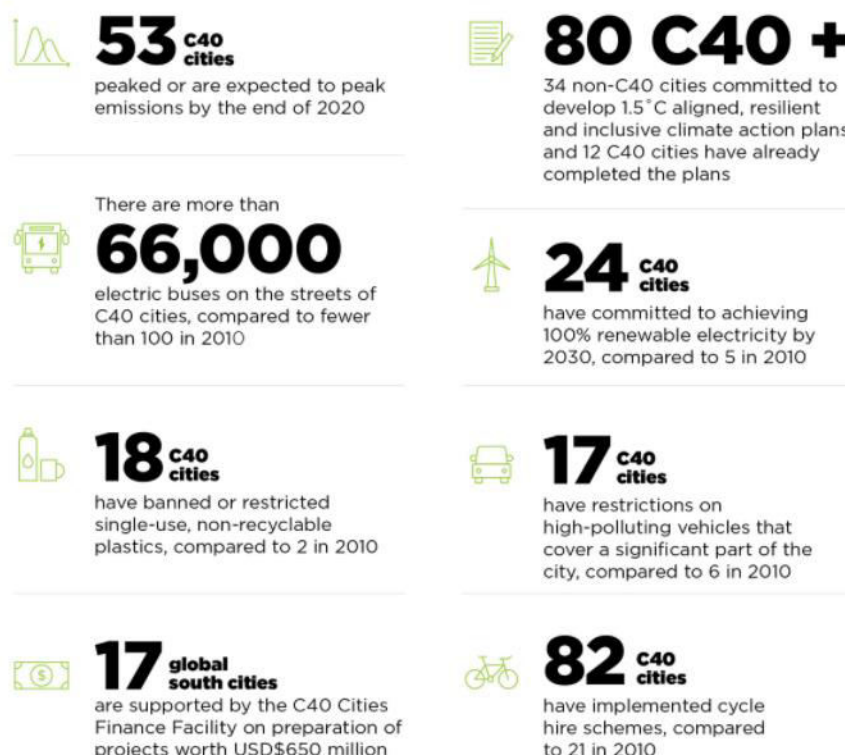 53 C40 cities
peaked or are expected to peak
emissions by the end of 2020
There are more than
66,000
electric buses on the streets of
C40 cities, compared to fewer
than 100 in 2010
18 C40 cities
have banned or restricted
single-use, non-recyclable
plastics, compared to 2 in 2010
17 global south cities
are supported by the C40 Cities
Finance Facility on preparation of
projects worth USD$650 million
80 C40 +
34 non-C40 cities committed to
develop 1.5°C aligned, resilient
and inclusive climate action plans
and 12 C40 cities have already
completed the plans
24 C40 cities
have committed to achieving
100% renewable electricity by
2030, compared to 5 in 2010
17 C40 cities
have restrictions on
high-polluting vehicles that
cover a significant part of the
city, compared to 6 in 2010
82 C40 cities
have implemented cycle
hire schemes, compared
to 21 in 2010